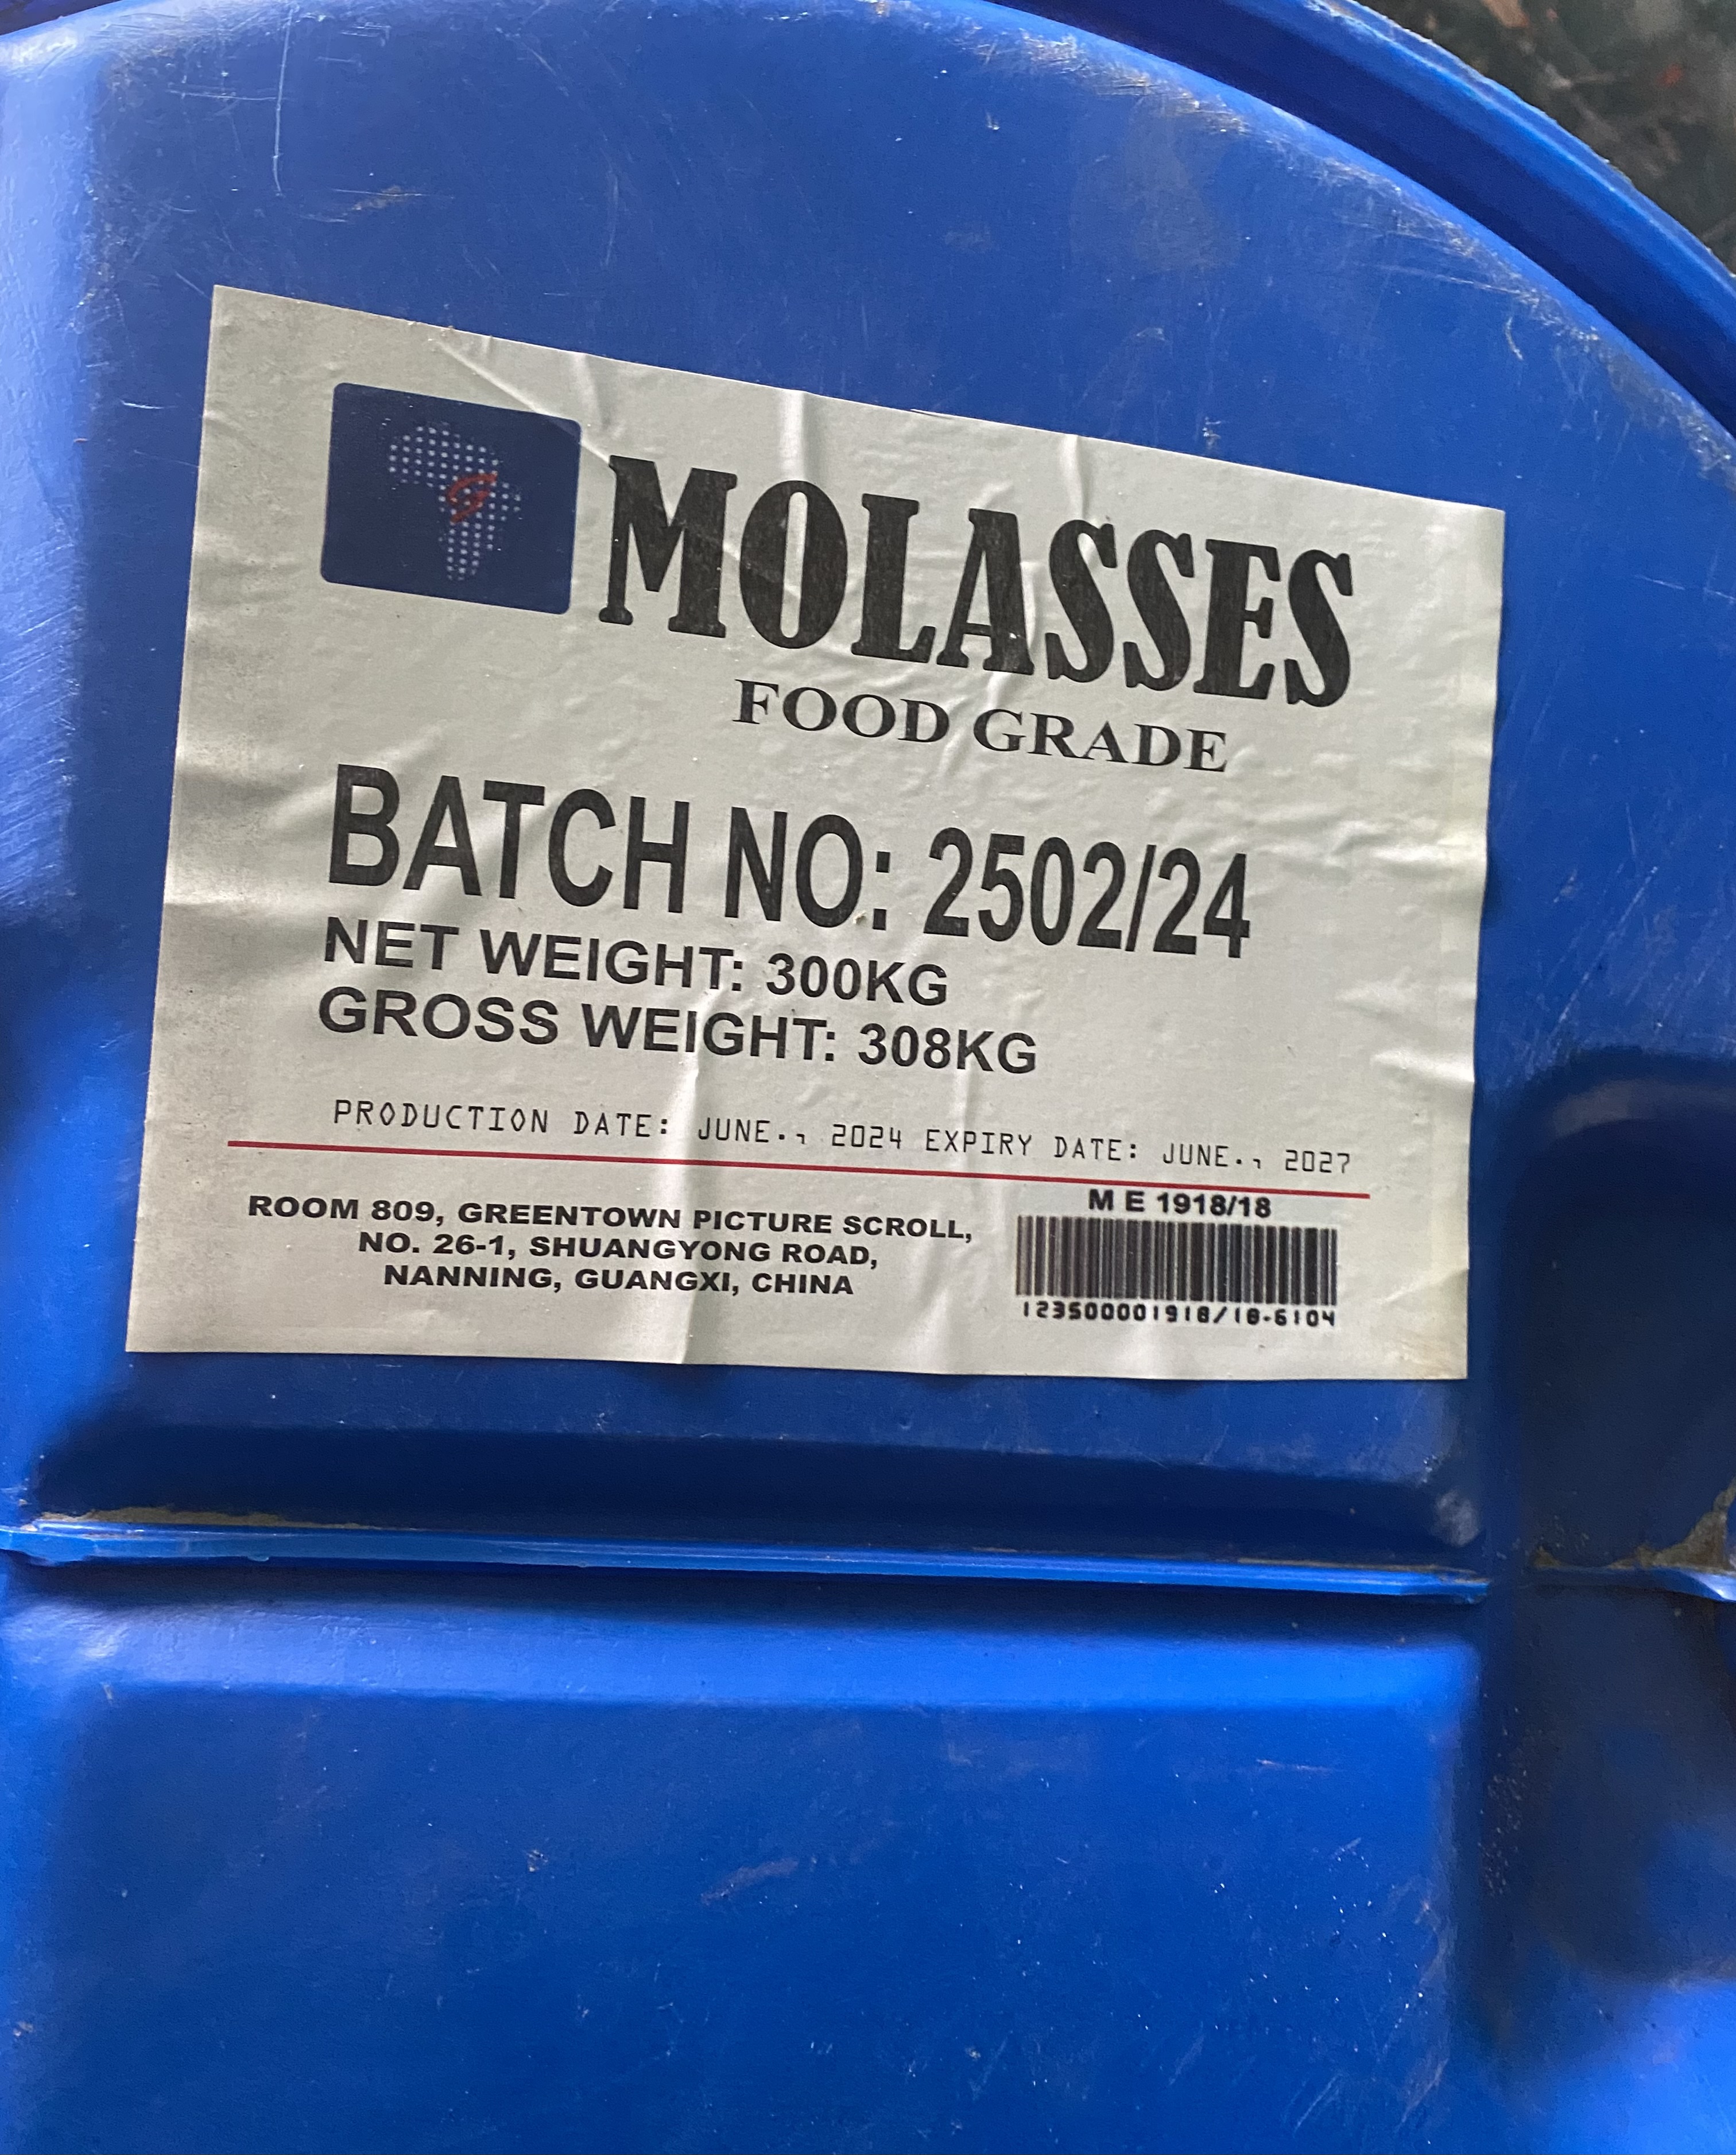 MOLASSES
FOOD GRADE
BATCH NO: 2502/24
NET WEIGHT: 300KG
GROSS WEIGHT: 308KG
PRODUCTION DATE: JUNE., 2024 EXPIRY DATE: JUNE., 2027
ROOM 809, GREENTOWN PICTURE SCROLL,
NO. 26-1, SHUANGYONG ROAD,
NANNING, GUANGXI, CHINA
M E 1918/18
123500001918/18-6104